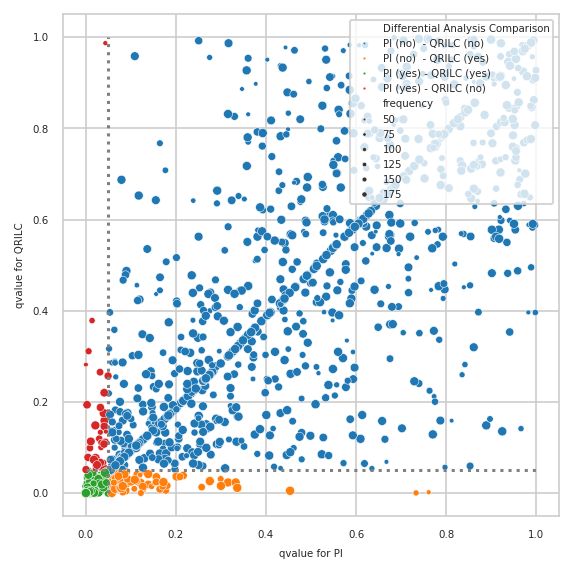 Differential Analysis Comparison
PI (no)  - QRILC (no)
PI (no)  - QRILC (yes)
PI (yes) - QRILC (yes)
PI (yes) - QRILC (no)
frequency
50
75
100
125
150
175
1.0
0.8
0.6
0.4
0.2
0.0
qvalue for QRILC
0.0 0.2 0.4 0.6 0.8 1.0
qvalue for PI